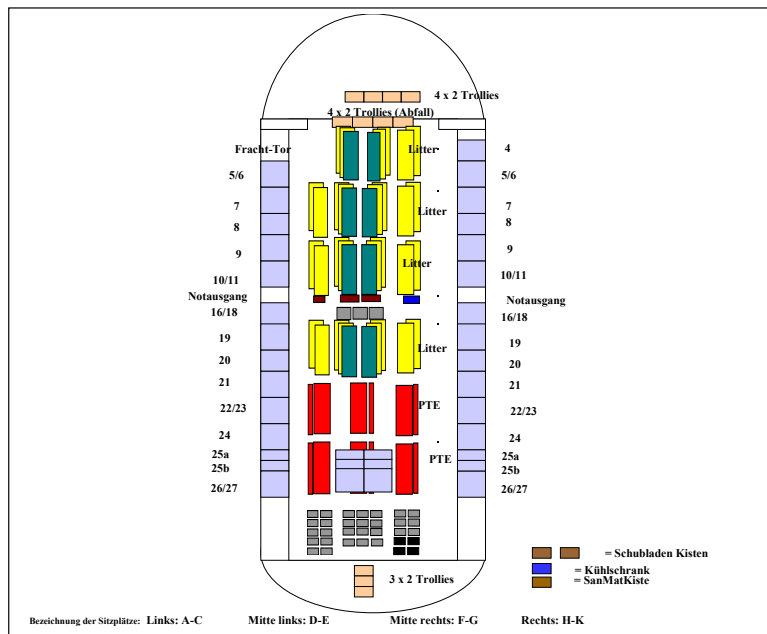 4 x 2 Trollies
4 x 2 Trollies (Abfall)
Fracht-Tor Litter 4
5/6 5/6
7 Litter 7
8 8
9 9
10/11 Litter 10/11
Notausgang Notausgang
16/18 16/18
19 Litter 19
20 20
21 21
22/23 PTE 22/23
24 24
25a PTE 25a
25b 25b
26/27 26/27
= Schubladen Kisten
= Kühlschrank
3 x 2 Trollies = SanMatKiste
Bezeichnung der Sitzplätze: Links: A-C Mitte links: D-E Mitte rechts: F-G Rechts: H-K